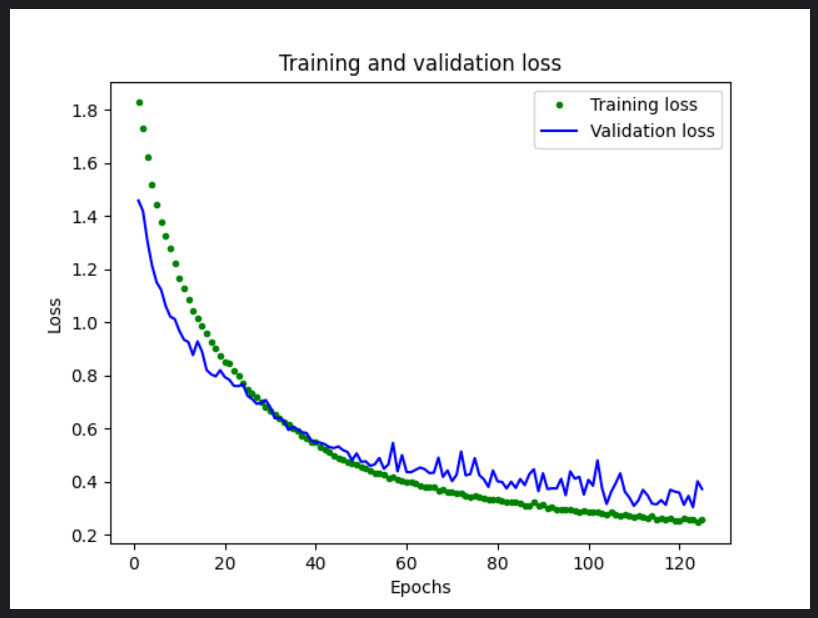 Training and validation loss
Training loss
Validation loss
1.8
1.6
1.4
1.2
1.0
0.8
0.6
0.4
0.2
Loss
0 20 40 60 80 100 120
Epochs